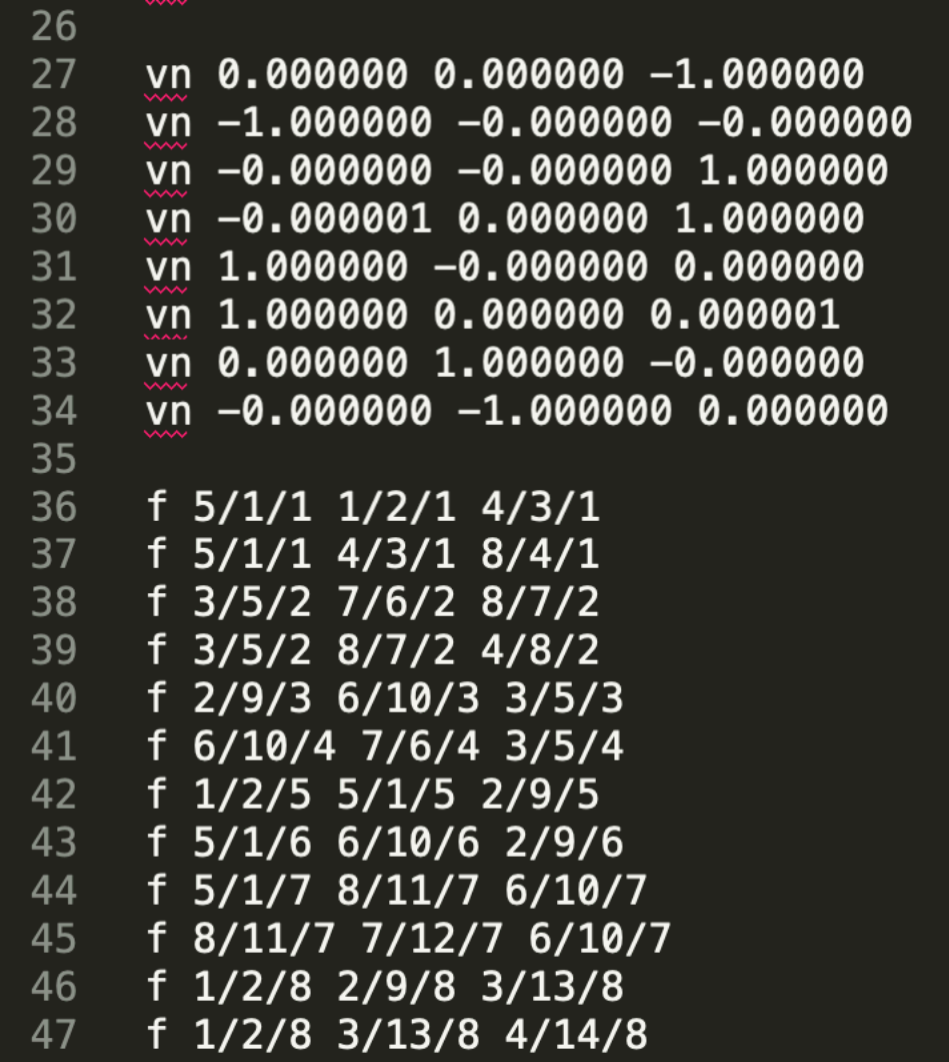 26
27 vn 0.000000 0.000000 −1.000000
28 vn −1.000000 −0.000000 −0.000000
29 vn −0.000000 −0.000000 1.000000
30 vn −0.000001 0.000000 1.000000
31 vn 1.000000 −0.000000 0.000000
32 vn 1.000000 0.000000 0.000001
33 vn 0.000000 1.000000 −0.000000
34 vn −0.000000 −1.000000 0.000000
35
36 f 5/1/1 1/2/1 4/3/1
37 f 5/1/1 4/3/1 8/4/1
38 f 3/5/2 7/6/2 8/7/2
39 f 3/5/2 8/7/2 4/8/2
40 f 2/9/3 6/10/3 3/5/3
41 f 6/10/4 7/6/4 3/5/4
42 f 1/2/5 5/1/5 2/9/5
43 f 5/1/6 6/10/6 2/9/6
44 f 5/1/7 8/11/7 6/10/7
45 f 8/11/7 7/12/7 6/10/7
46 f 1/2/8 2/9/8 3/13/8
47 f 1/2/8 3/13/8 4/14/8